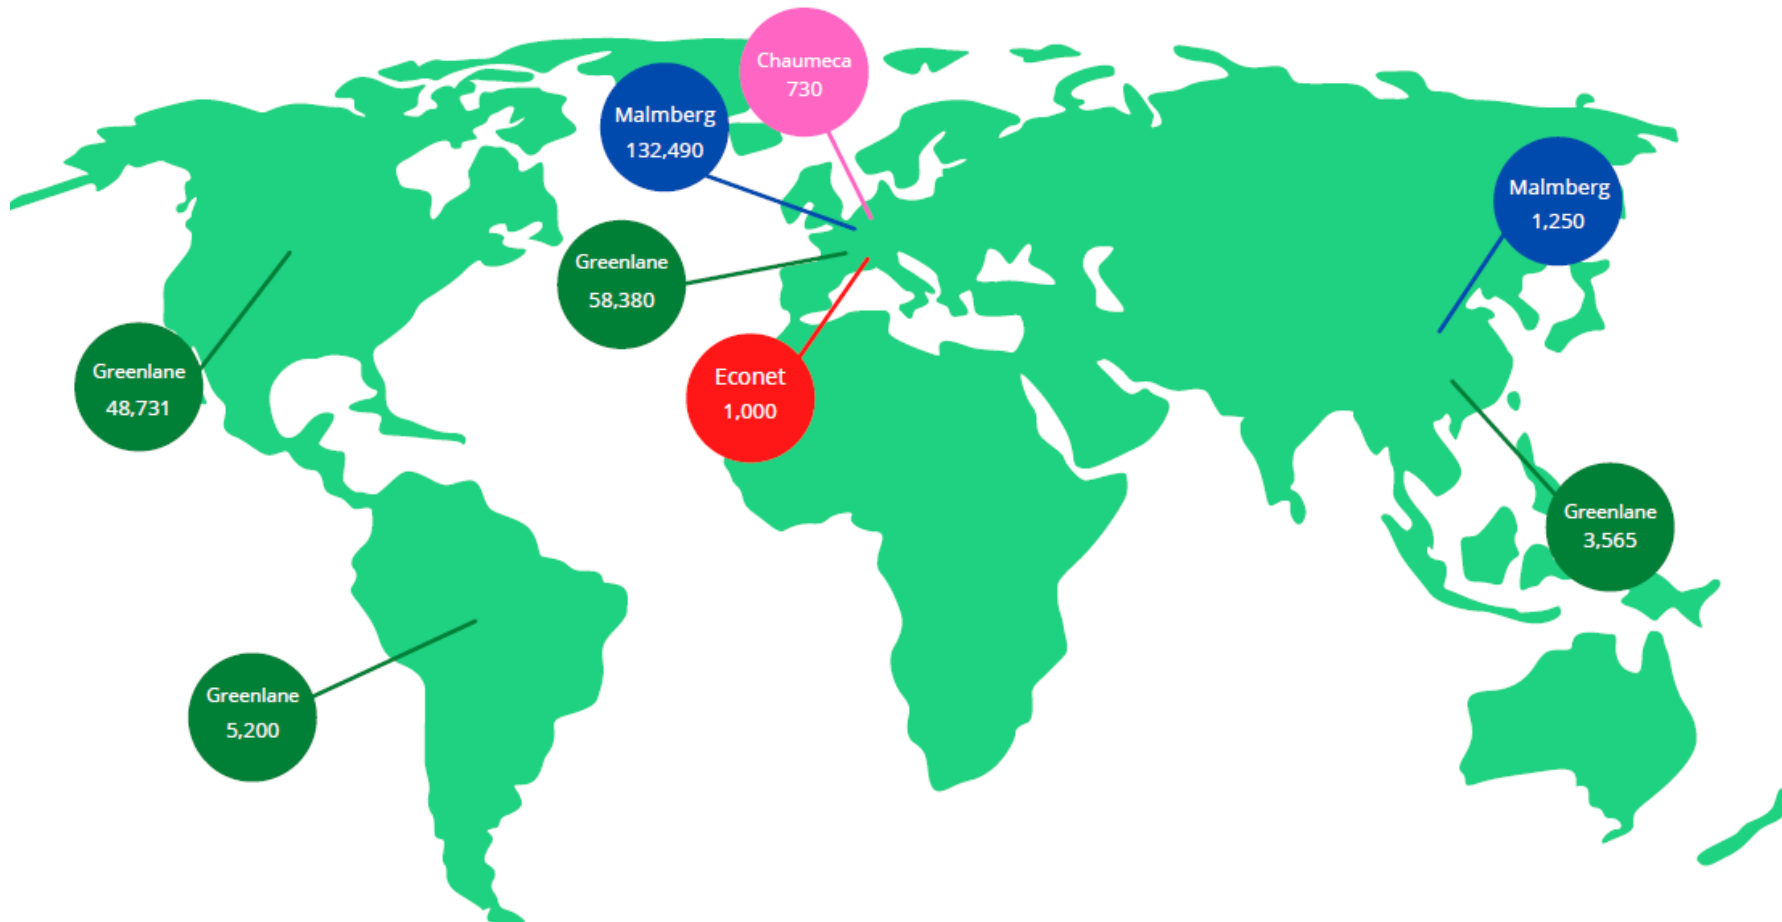 Chaumeca
730
Malmberg
132,490
Malmberg
1,250
Greenlane
58,380
Greenlane
48,731
Econet
1,000
Greenlane
3,565
Greenlane
5,200